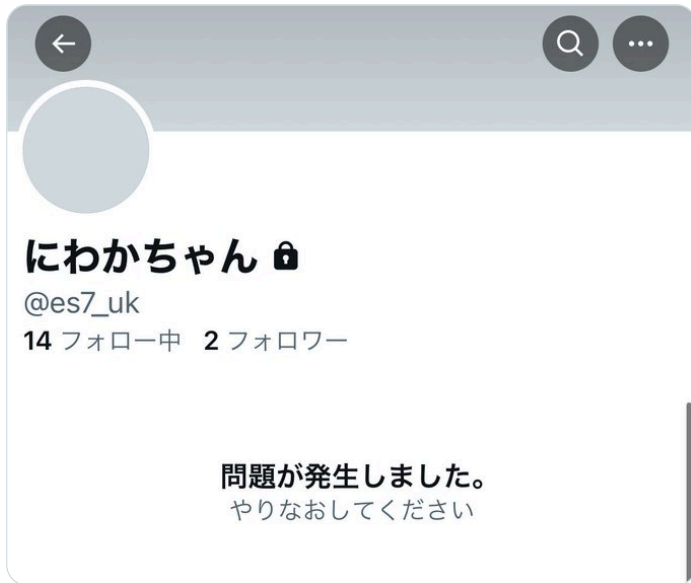 にわかちゃん
@es7_uk
14 フォロー中 2 フォロワー
問題が発生しました。
やりなおしてください